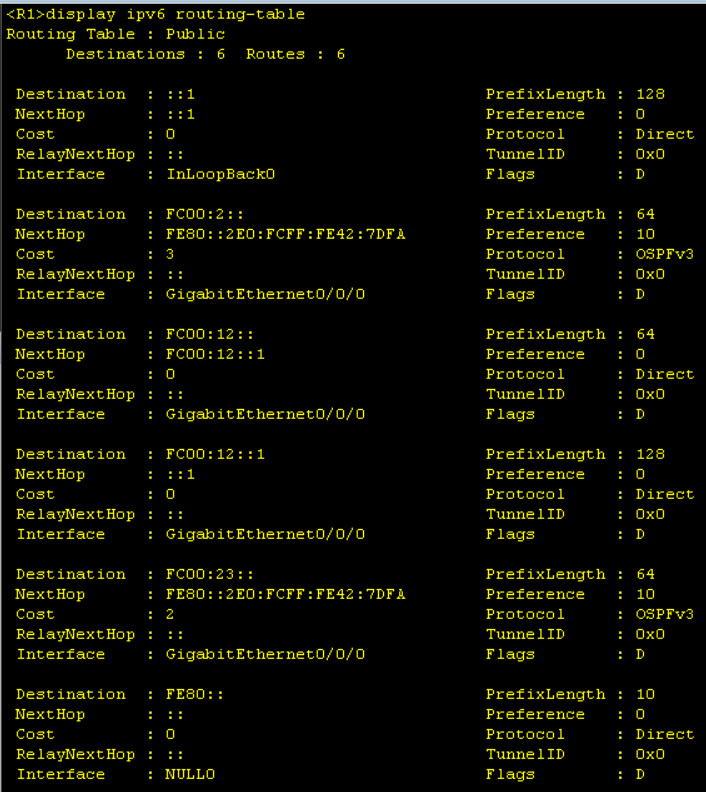 <R1>display ipv6 routing-table
Routing Table : Public
Destinations : 6 Routes : 6
Destination : ::1 PrefixLength : 128
NextHop : ::1 Preference : 0
Cost : 0 Protocol : Direct
RelayNextHop : :: TunnelID : 0x0
Interface : InLoopBack0 Flags : D
Destination : FC00:2:: PrefixLength : 64
NextHop : FE80::2E0:FCFF:FE42:7DFA Preference : 10
Cost : 3 Protocol : OSPFv3
RelayNextHop : :: TunnelID : 0x0
Interface : GigabitEthernet0/0/0 Flags : D
Destination : FC00:12:: PrefixLength : 64
NextHop : FC00:12::1 Preference : 0
Cost : 0 Protocol : Direct
RelayNextHop : :: TunnelID : 0x0
Interface : GigabitEthernet0/0/0 Flags : D
Destination : FC00:12::1 PrefixLength : 128
NextHop : ::1 Preference : 0
Cost : 0 Protocol : Direct
RelayNextHop : :: TunnelID : 0x0
Interface : GigabitEthernet0/0/0 Flags : D
Destination : FC00:23:: PrefixLength : 64
NextHop : FE80::2E0:FCFF:FE42:7DFA Preference : 10
Cost : 2 Protocol : OSPFv3
RelayNextHop : :: TunnelID : 0x0
Interface : GigabitEthernet0/0/0 Flags : D
Destination : FE80:: PrefixLength : 10
NextHop : :: Preference : 0
Cost : 0 Protocol : Direct
RelayNextHop : :: TunnelID : 0x0
Interface : NULL0 Flags : D